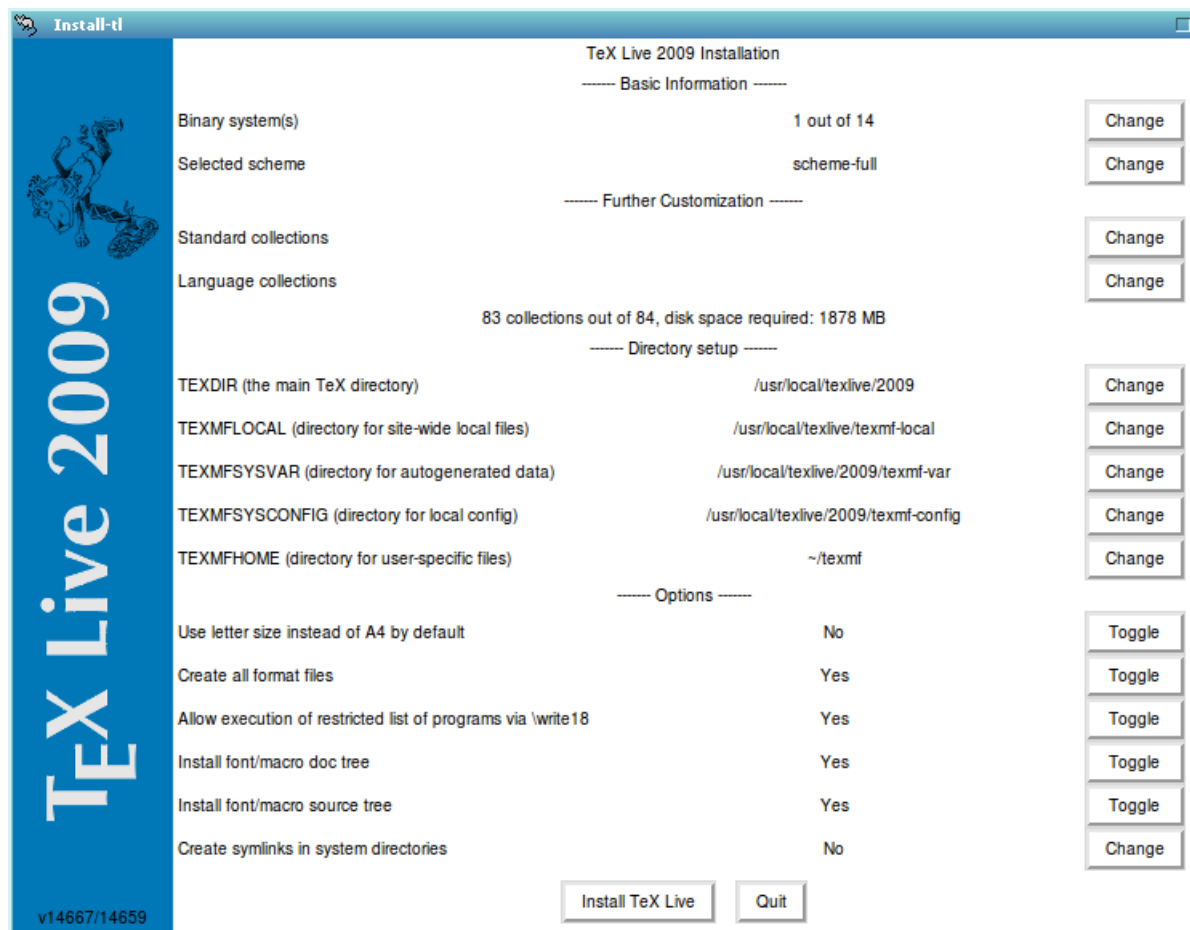 Install-tl
TeX Live 2009
v14667/14659
TeX Live 2009 Installation
------- Basic Information -------
Binary system(s) 1 out of 14 Change
Selected scheme scheme-full Change
------- Further Customization -------
Standard collections Change
Language collections Change
83 collections out of 84, disk space required: 1878 MB
------- Directory setup -------
TEXDIR (the main TeX directory) /usr/local/texlive/2009 Change
TEXMFLOCAL (directory for site-wide local files) /usr/local/texlive/texmf-local Change
TEXMFSYSVAR (directory for autogenerated data) /usr/local/texlive/2009/texmf-var Change
TEXMFSYSCONFIG (directory for local config) /usr/local/texlive/2009/texmf-config Change
TEXMFHOME (directory for user-specific files) ~/texmf Change
------- Options -------
Use letter size instead of A4 by default No Toggle
Create all format files Yes Toggle
Allow execution of restricted list of programs via \write18 Yes Toggle
Install font/macro doc tree Yes Toggle
Install font/macro source tree Yes Toggle
Create symlinks in system directories No Change
Install TeX Live Quit